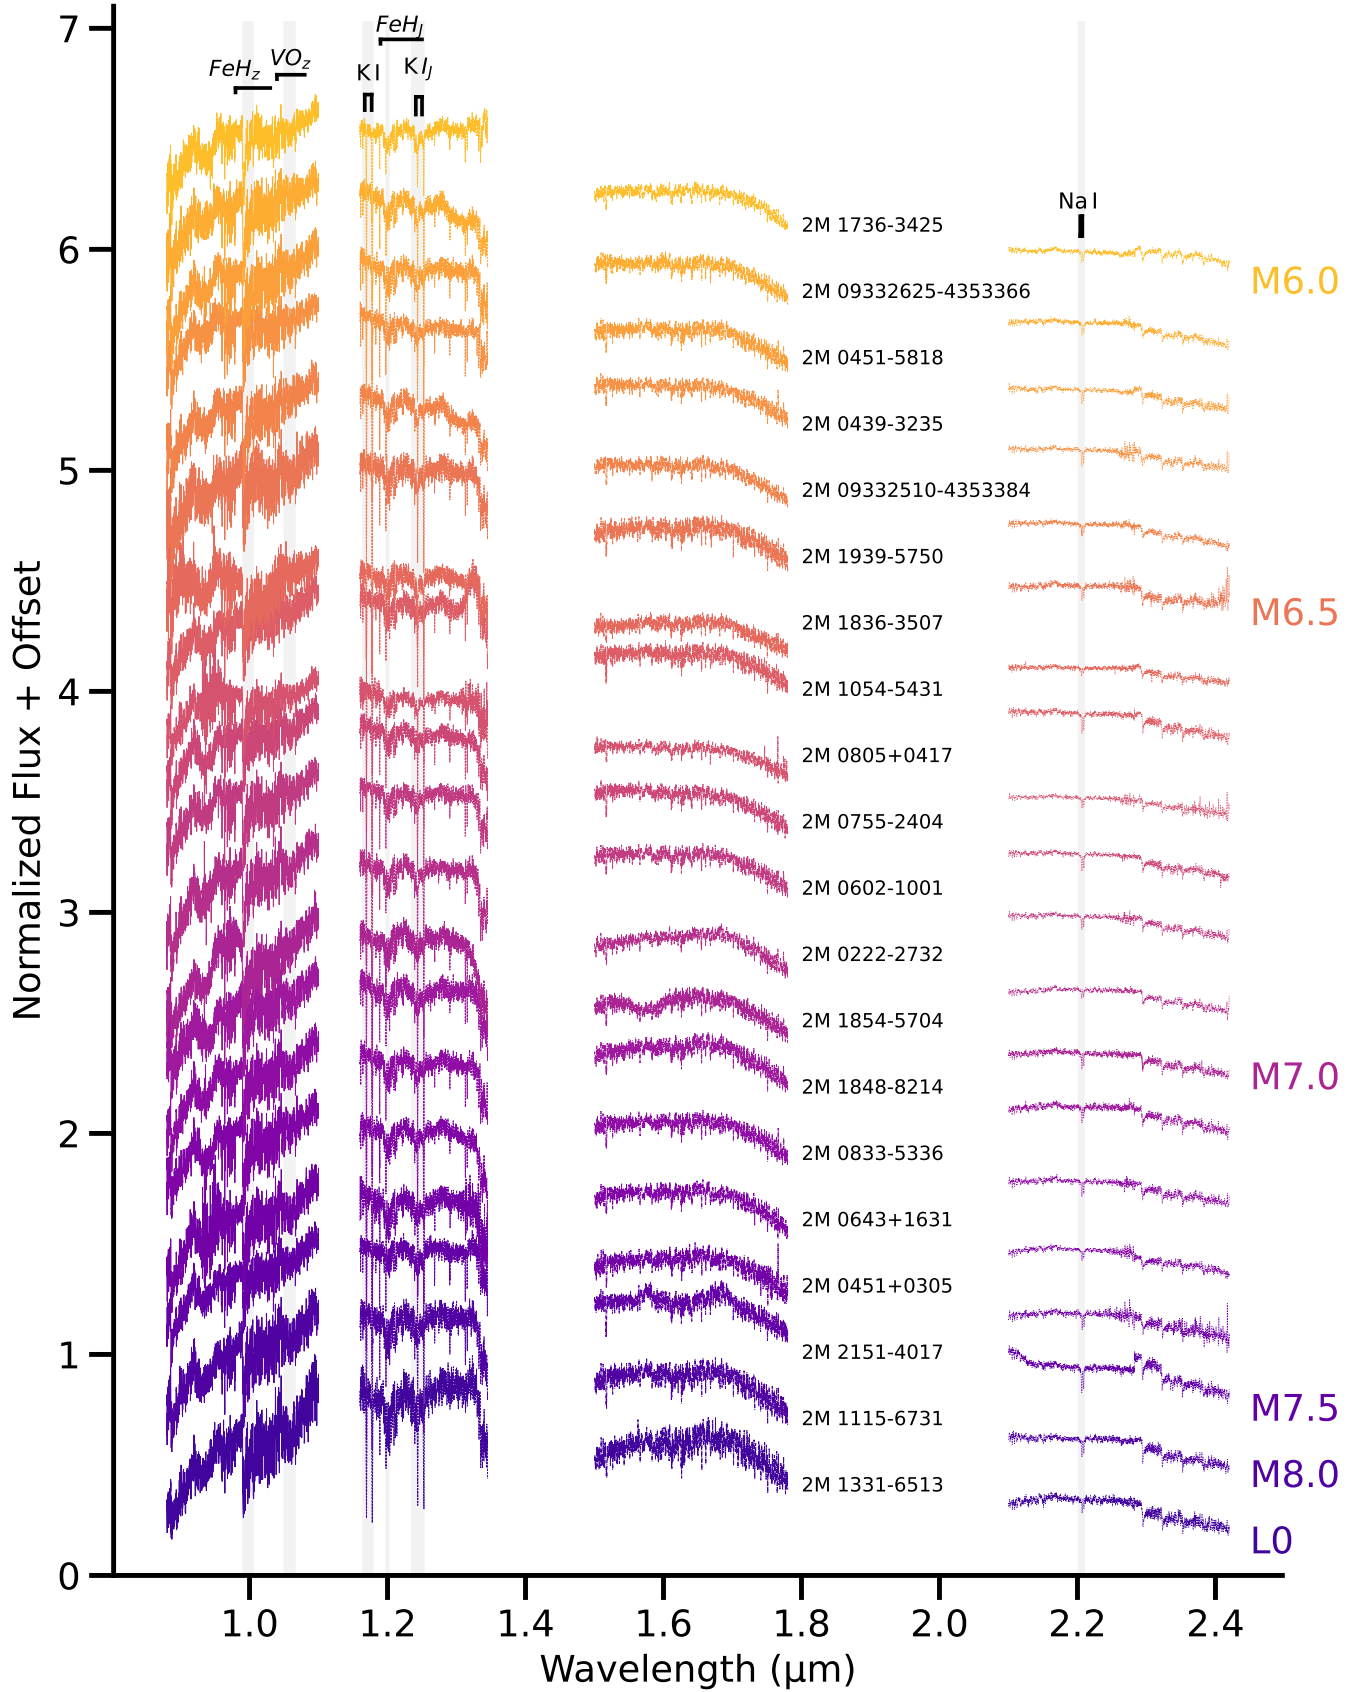 7
6
5
4
3
2
1
0
Normalized Flux + Offset
FeH_J
VO_z
FeH_z
K I
K I_J
Na I
2M 1736-3425
M6.0
2M 09332625-4353366
2M 0451-5818
2M 0439-3235
2M 09332510-4353384
2M 1939-5750
M6.5
2M 1836-3507
2M 1054-5431
2M 0805+0417
2M 0755-2404
2M 0602-1001
2M 0222-2732
2M 1854-5704
M7.0
2M 1848-8214
2M 0833-5336
2M 0643+1631
2M 0451+0305
2M 2151-4017
M7.5
2M 1115-6731
M8.0
2M 1331-6513
L0
1.0 1.2 1.4 1.6 1.8 2.0 2.2 2.4
Wavelength (μm)